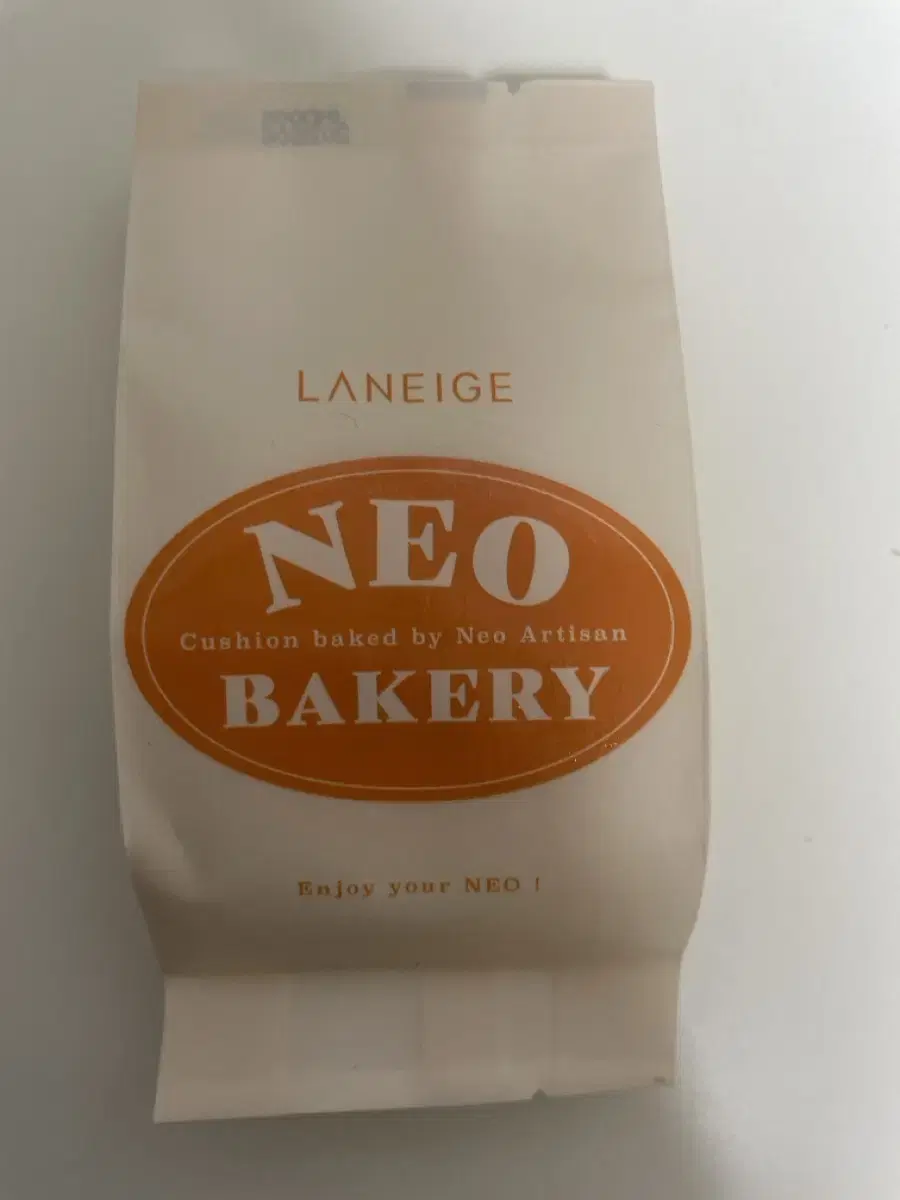 LANEIGE
NEO
Cushion baked by Neo Artisan
BAKERY
Enjoy your NEO !